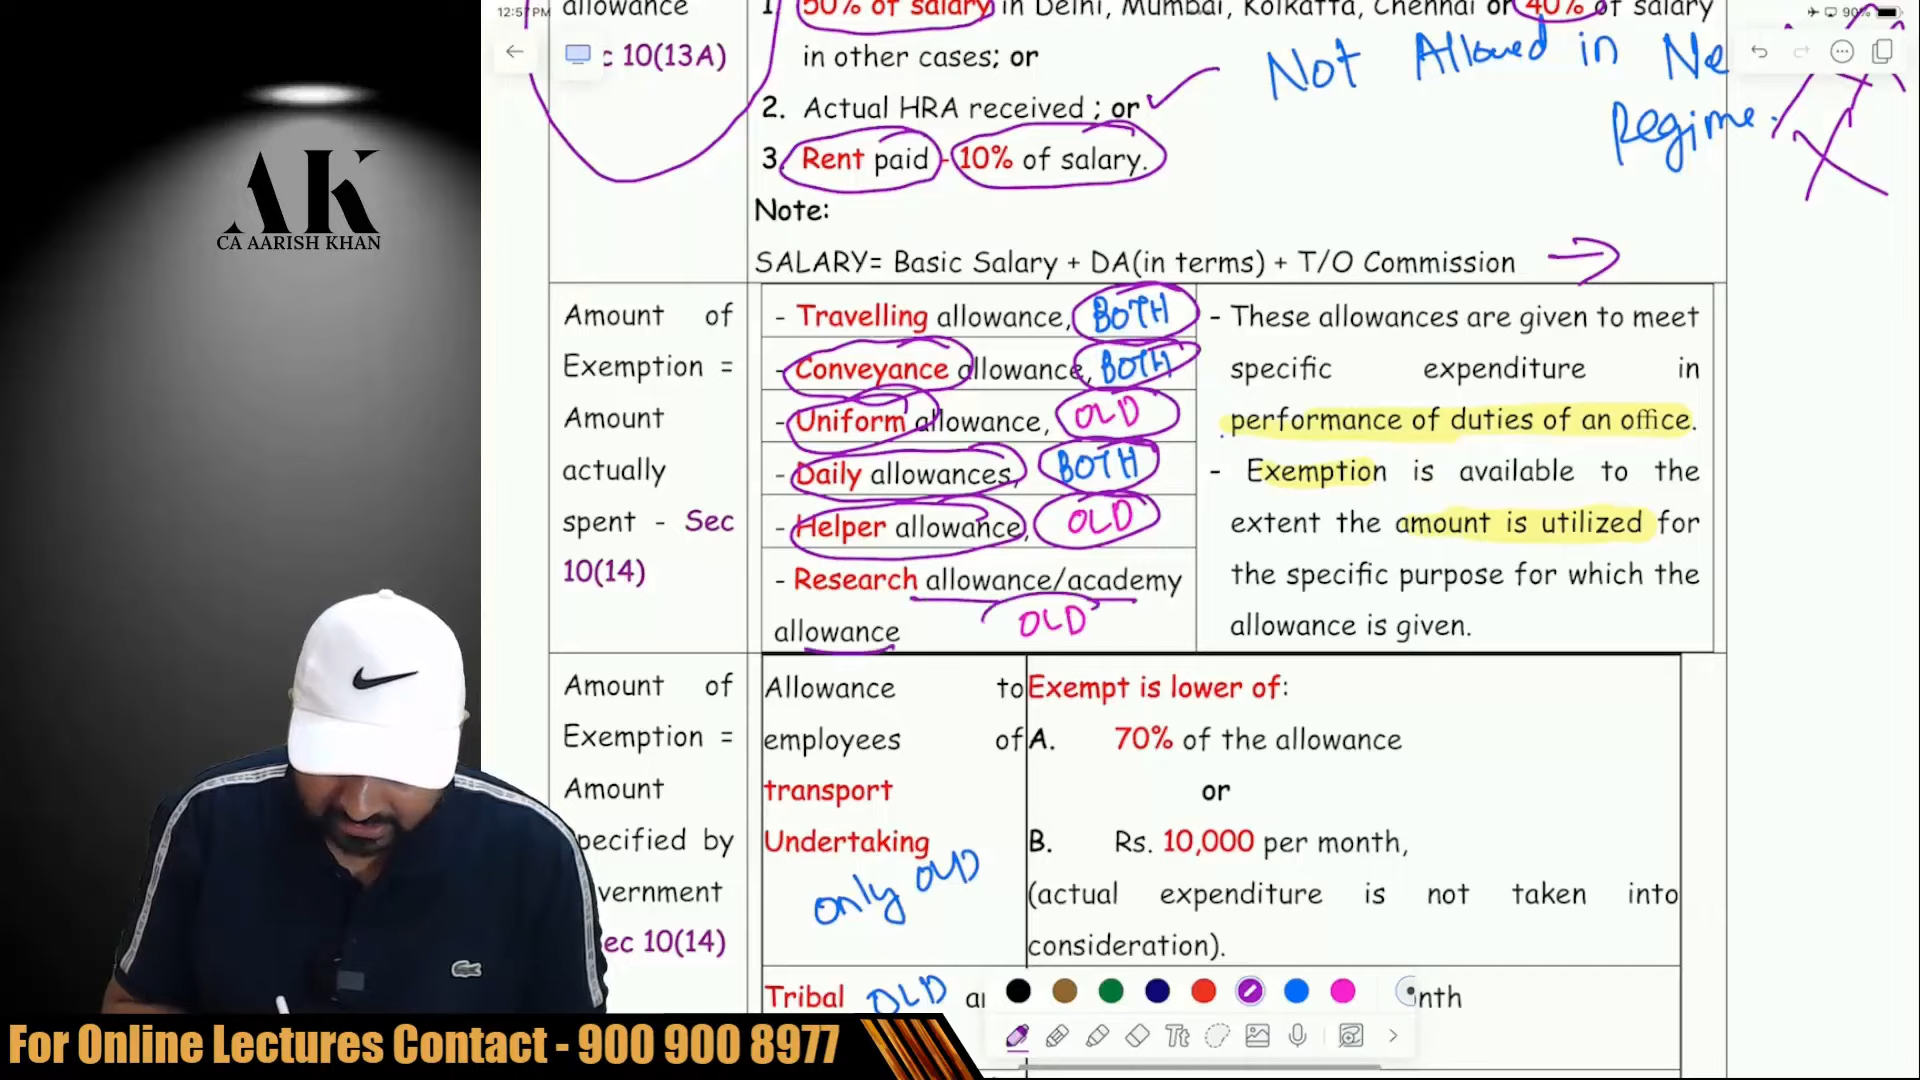 12:57PM
90%
allowance
c 10(13A)
1. 50% of salary in Delhi, Mumbai, Kolkatta, Chennai or 40% of salary
in other cases; or
Not Allowed in Ne
Regime.
2. Actual HRA received ; or
3. Rent paid - 10% of salary.
Note:
SALARY= Basic Salary + DA(in terms) + T/O Commission
AK
CA AARISH KHAN
Amount of
Exemption =
Amount
actually
spent - Sec
10(14)
- Travelling allowance, BOTH
- Conveyance allowance, BOTH
- Uniform allowance, OLD
- Daily allowances, BOTH
- Helper allowance, OLD
- Research allowance/academy
allowance OLD
- These allowances are given to meet
specific expenditure in
performance of duties of an office.
- Exemption is available to the
extent the amount is utilized for
the specific purpose for which the
allowance is given.
Amount of
Exemption =
Amount
pecified by
vernment
ec 10(14)
Allowance to
employees of
transport
Undertaking
only OLD
Exempt is lower of:
A. 70% of the allowance
or
B. Rs. 10,000 per month,
(actual expenditure is not taken into
consideration).
Tribal OLD
nth
Tt
For Online Lectures Contact - 900 900 8977